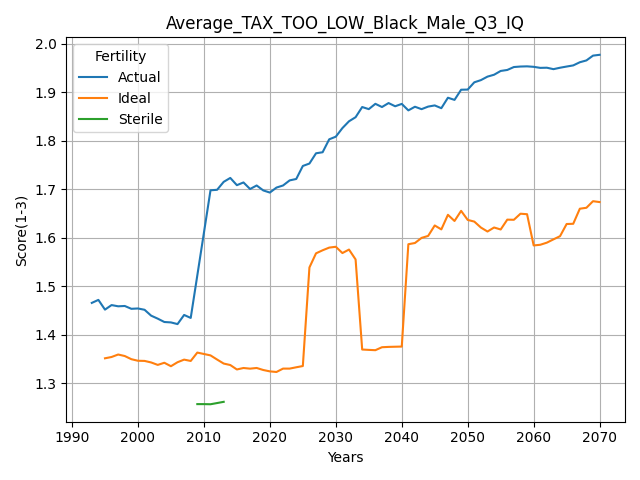 Average_TAX_TOO_LOW_Black_Male_Q3_IQ
Fertility
Actual
Ideal
Sterile
Score(1-3)
2.0
1.9
1.8
1.7
1.6
1.5
1.4
1.3
1990 2000 2010 2020 2030 2040 2050 2060 2070
Years